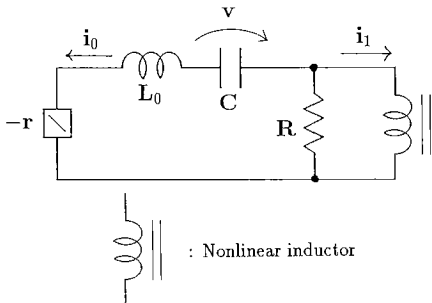 v
i₀
i₁
L₀
C
−r
R
: Nonlinear inductor